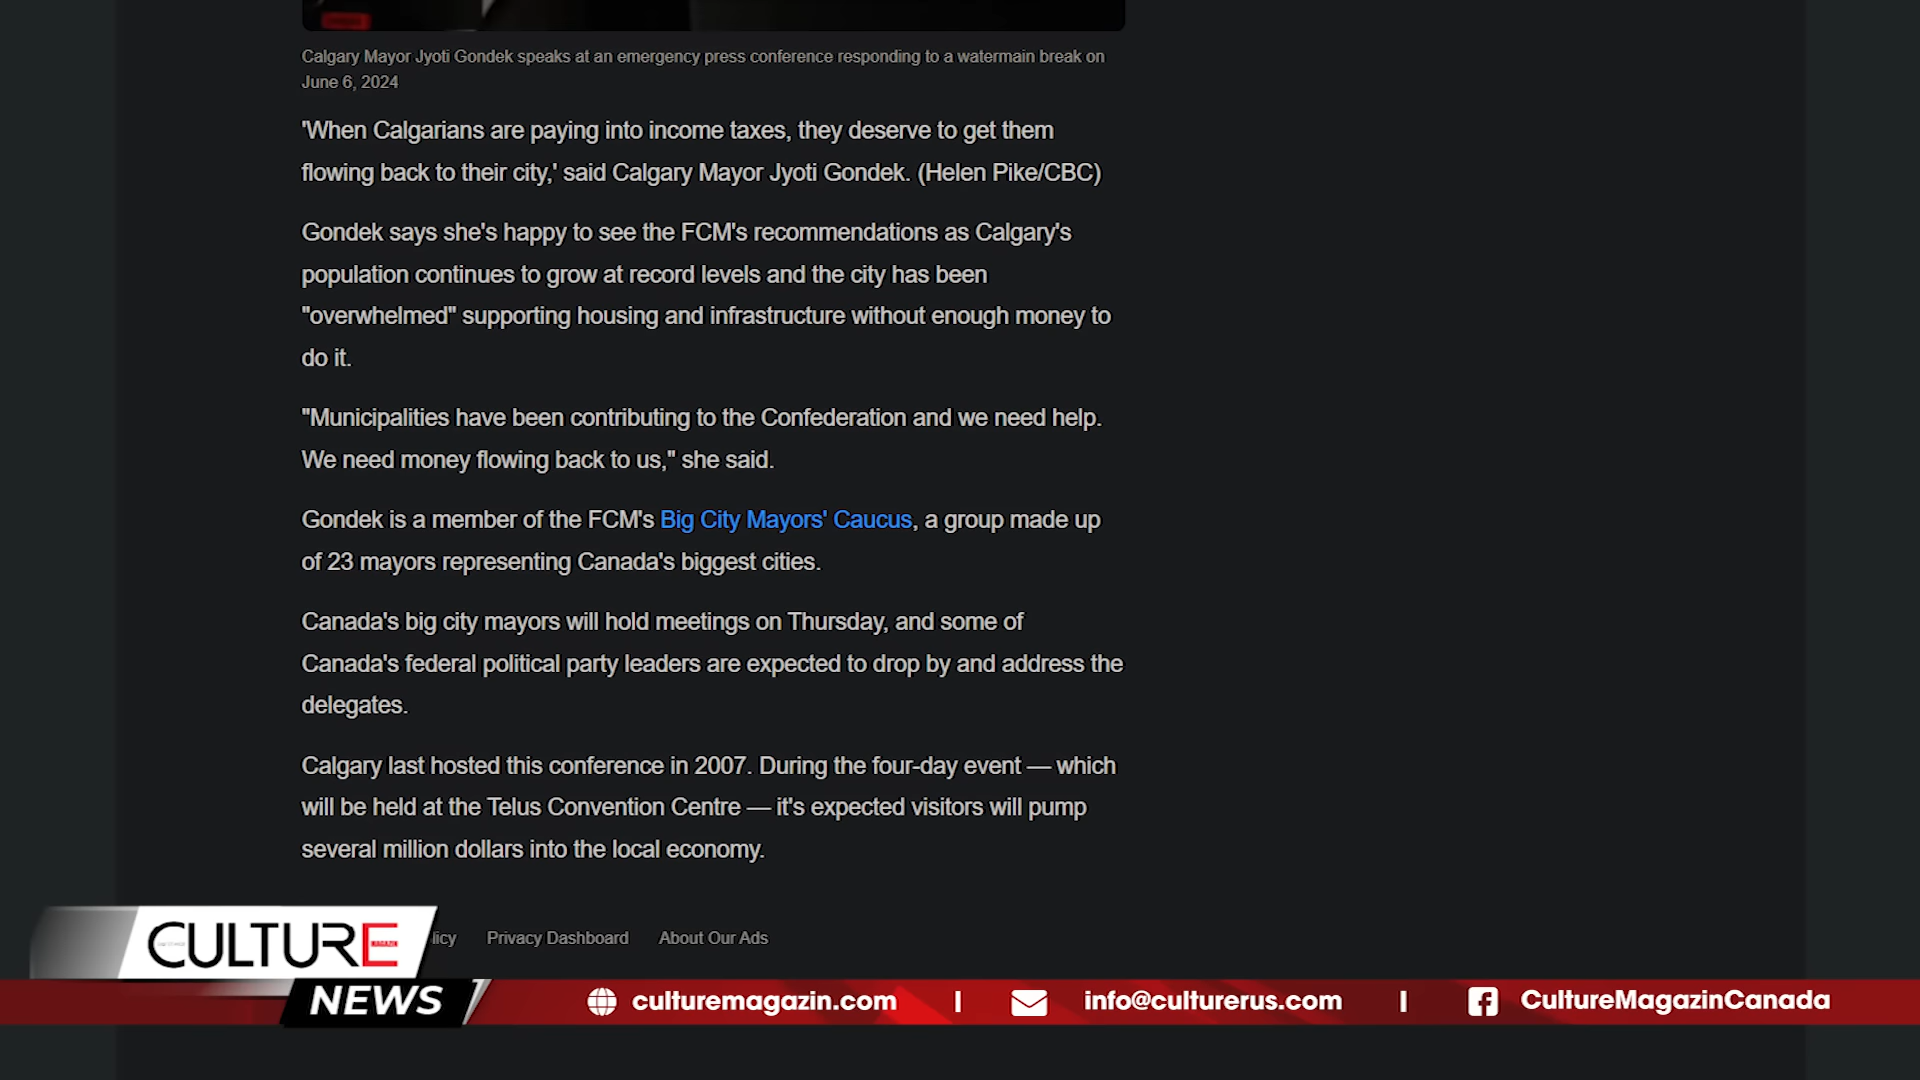 Calgary Mayor Jyoti Gondek speaks at an emergency press conference responding to a watermain break on
June 6, 2024
'When Calgarians are paying into income taxes, they deserve to get them
flowing back to their city,' said Calgary Mayor Jyoti Gondek. (Helen Pike/CBC)
Gondek says she's happy to see the FCM's recommendations as Calgary's
population continues to grow at record levels and the city has been
"overwhelmed" supporting housing and infrastructure without enough money to
do it.
"Municipalities have been contributing to the Confederation and we need help.
We need money flowing back to us," she said.
Gondek is a member of the FCM's Big City Mayors' Caucus, a group made up
of 23 mayors representing Canada's biggest cities.
Canada's big city mayors will hold meetings on Thursday, and some of
Canada's federal political party leaders are expected to drop by and address the
delegates.
Calgary last hosted this conference in 2007. During the four-day event — which
will be held at the Telus Convention Centre — it's expected visitors will pump
several million dollars into the local economy.
licy Privacy Dashboard About Our Ads
CULTURE
NEWS
culturemagazin.com | info@culturerus.com | CultureMagazinCanada